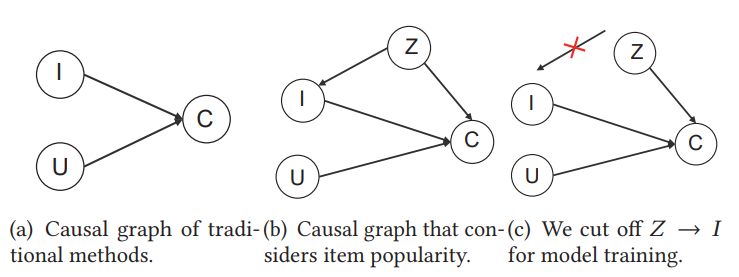 I
U
C
Z
I
U
C
Z
I
U
C
(a) Causal graph of tradi-
tional methods.
(b) Causal graph that con-
siders item popularity.
(c) We cut off Z → I
for model training.